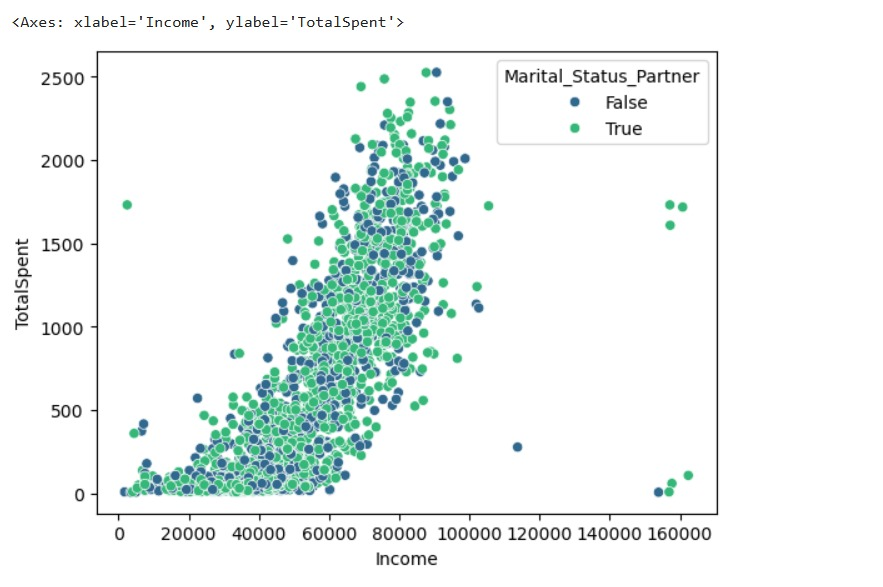 <Axes: xlabel='Income', ylabel='TotalSpent'>
Marital_Status_Partner
False
True
2500
2000
1500
1000
500
0
TotalSpent
0 20000 40000 60000 80000 100000 120000 140000 160000
Income